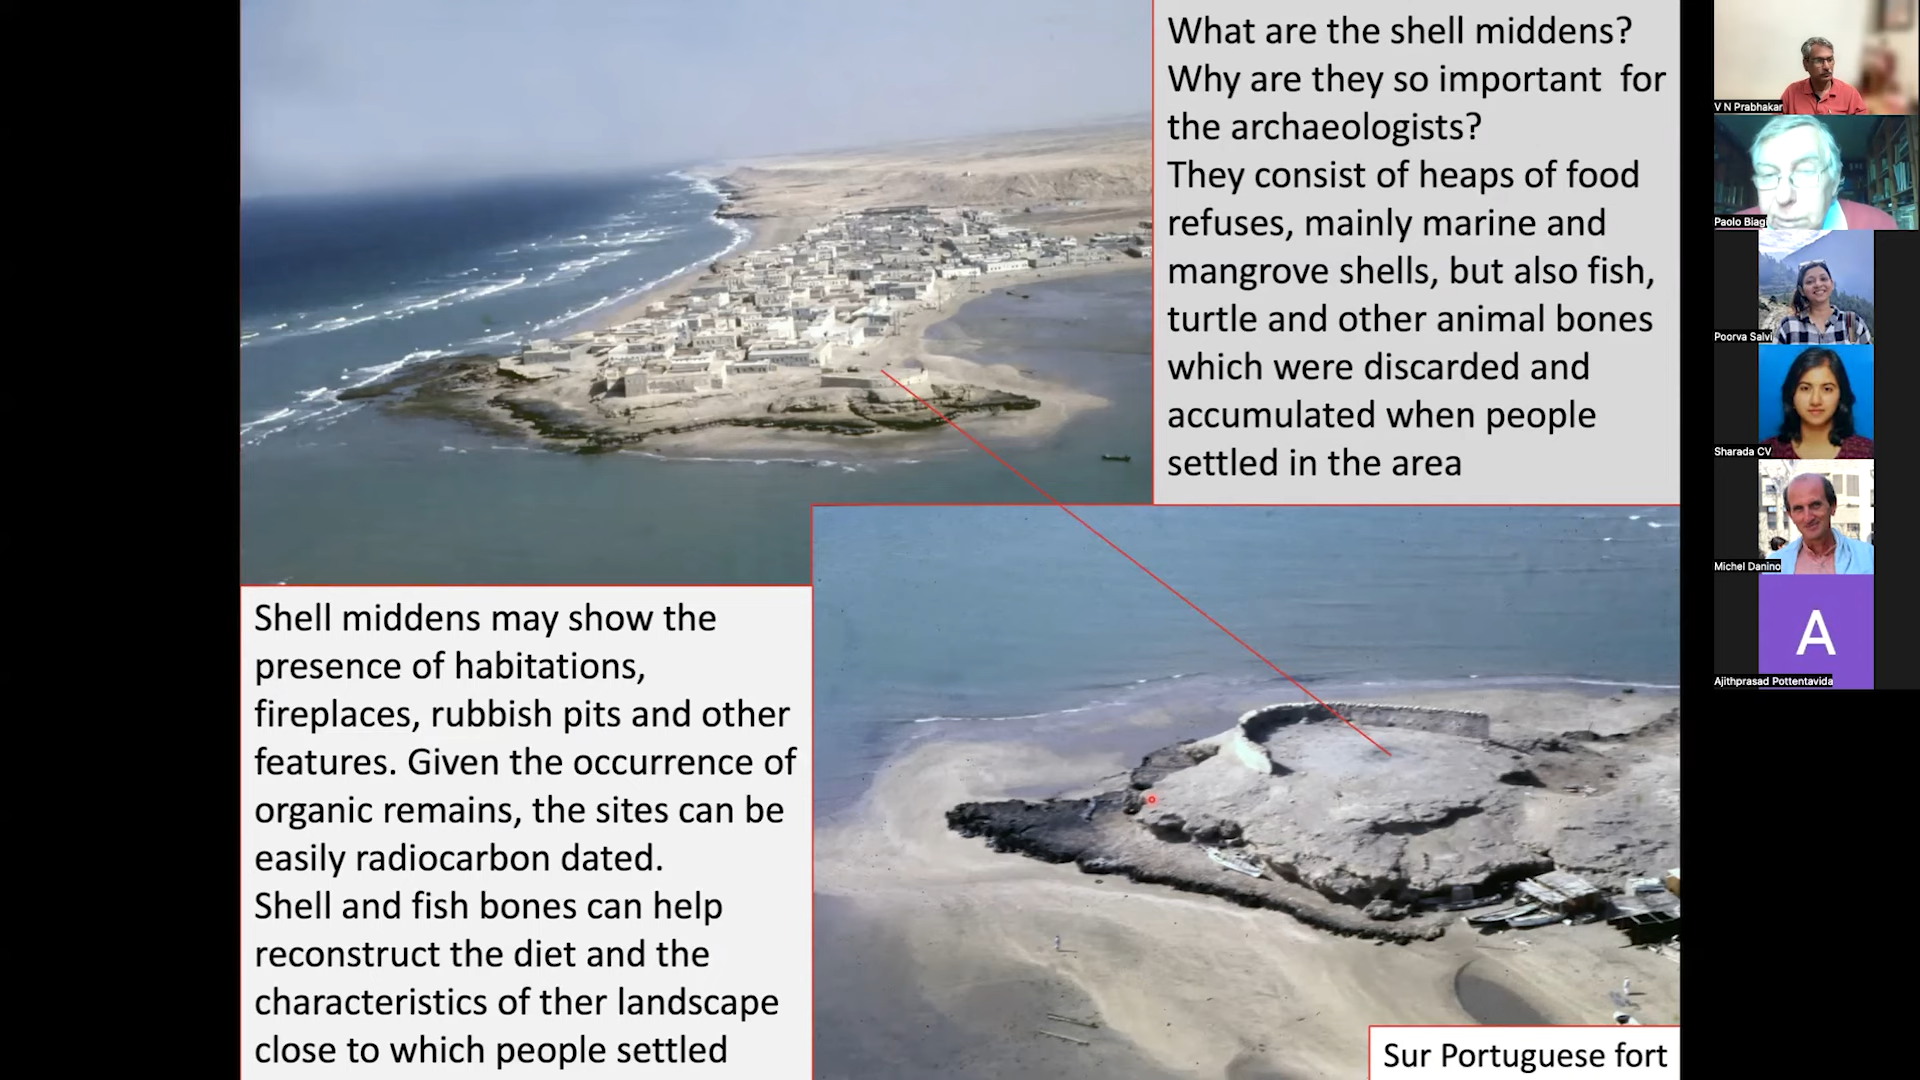 What are the shell middens?
Why are they so important  for
the archaeologists?
They consist of heaps of food
refuses, mainly marine and
mangrove shells, but also fish,
turtle and other animal bones
which were discarded and
accumulated when people
settled in the area
Shell middens may show the
presence of habitations,
fireplaces, rubbish pits and other
features. Given the occurrence of
organic remains, the sites can be
easily radiocarbon dated.
Shell and fish bones can help
reconstruct the diet and the
characteristics of ther landscape
close to which people settled
Sur Portuguese fort
V N Prabhakar
Paolo Biagi
Poorva Salvi
Sharada CV
Michel Danino
A
Ajithprasad Pottentavida